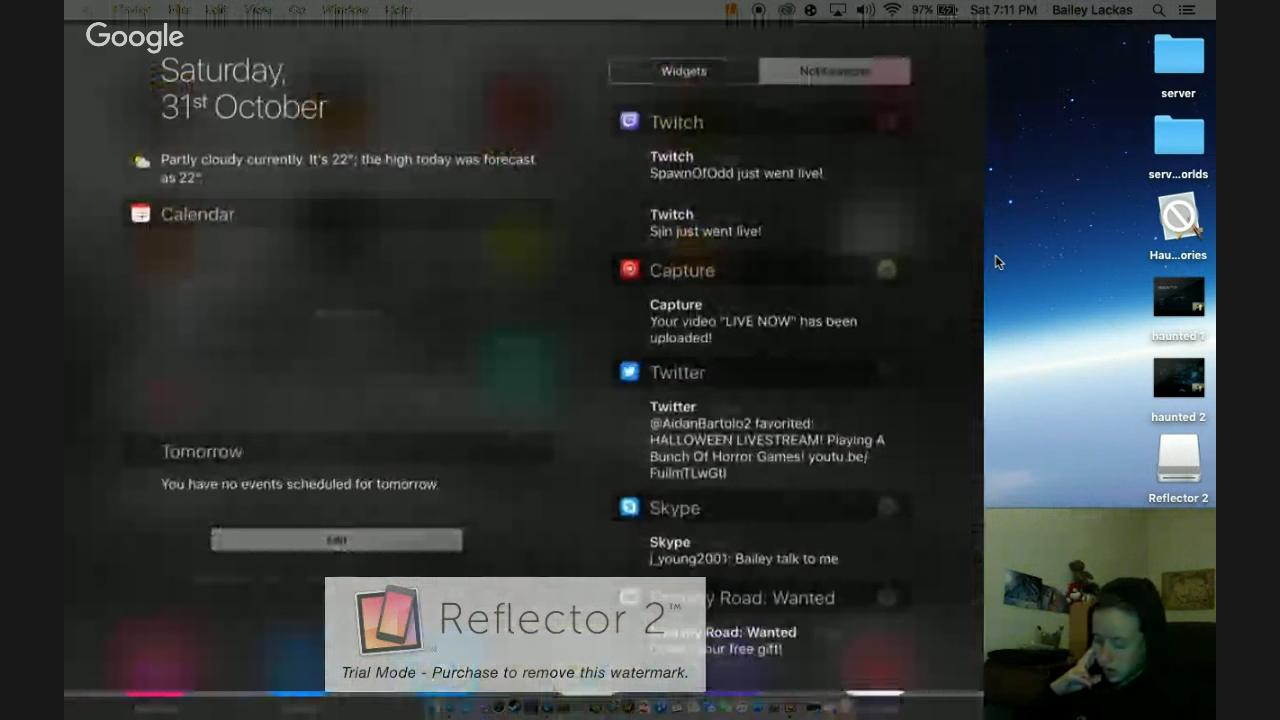 97%
Sat 7:11 PM
Bailey Lackas
Google
Saturday,
31st October
Partly cloudy currently. It's 22°; the high today was forecast
as 22°.
Calendar
Tomorrow
You have no events scheduled for tomorrow.
Edit
Widgets
Notifications
Twitch
Twitch
SpawnOfOdd just went live!
Twitch
Sjin just went live!
Capture
Capture
Your video "LIVE NOW" has been
uploaded!
Twitter
Twitter
@AidanBartolo2 favorited:
HALLOWEEN LIVESTREAM! Playing A
Bunch Of Horror Games! youtu.be/
Skype
Skype
j_young2001: Bailey talk to me
Road: Wanted
Road: Wanted
your free gift!
Reflector 2™
Trial Mode - Purchase to remove this watermark.
server
serv...orlds
Hau...ories
haunted 1
haunted 2
Reflector 2